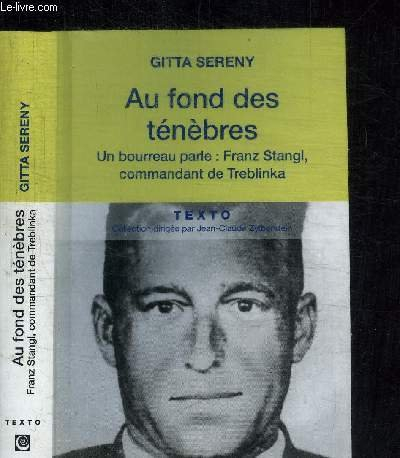 Le-livre.com
GITTA SERENY
Au fond des
ténèbres
Un bourreau parle : Franz Stangl,
commandant de Treblinka
TEXTO
Collection dirigée par Jean-Claude Zylberstein
GITTA SERENY
Au fond des ténèbres
Franz Stangl, commandant de Treblinka
TEXTO